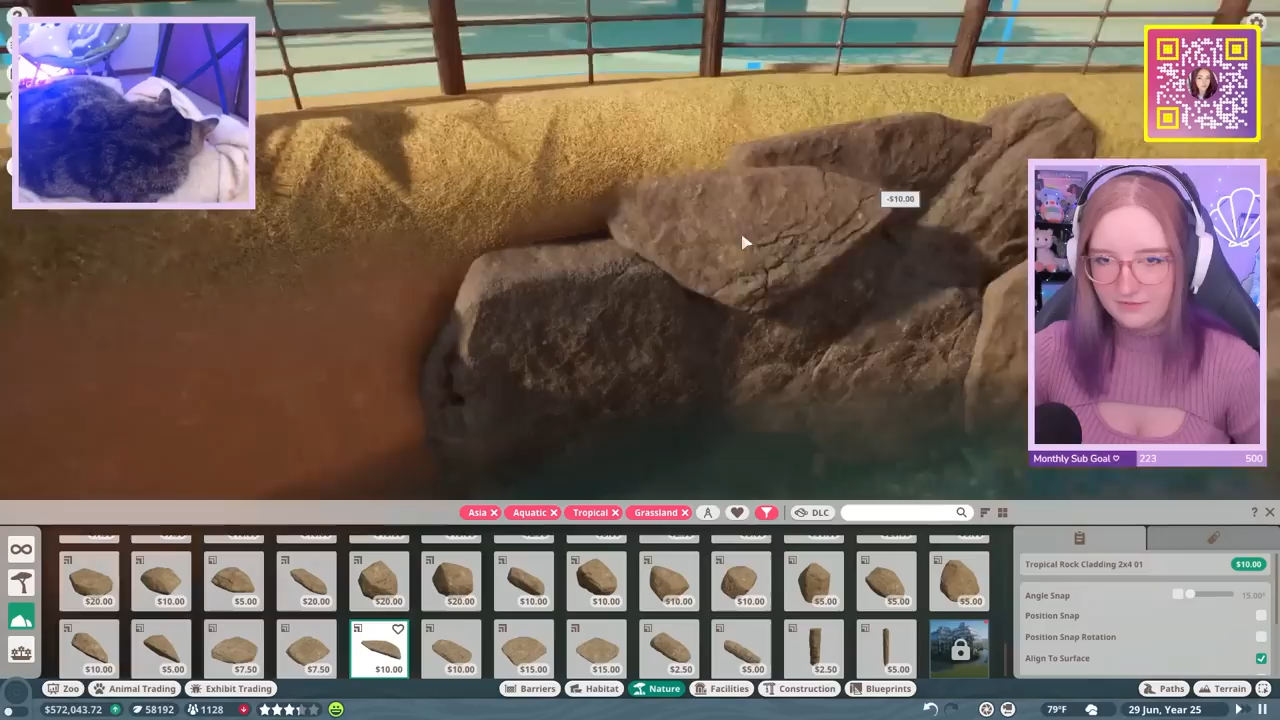 -$10.00
Monthly Sub Goal ♡ 223 500
Asia × Aquatic × Tropical × Grassland × DLC
? ×
$20.00 $10.00 $5.00 $20.00 $20.00 $20.00 $10.00 $10.00 $10.00 $10.00 $5.00 $5.00 $5.00
$10.00 $5.00 $7.50 $7.50 $10.00 $10.00 $15.00 $15.00 $2.50 $5.00 $2.50 $5.00
Tropical Rock Cladding 2x4 01 $10.00
Angle Snap 15.00°
Position Snap
Position Snap Rotation
Align To Surface
Zoo Animal Trading Exhibit Trading Barriers Habitat Nature Facilities Construction Blueprints Paths Terrain
$572,043.72 58192 1128 79°F 29 Jun, Year 25